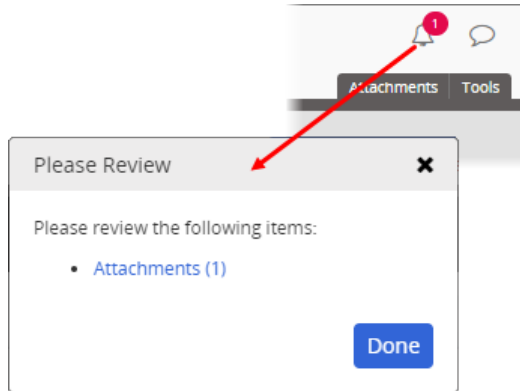 1
Attachments Tools
Please Review
Please review the following items:
• Attachments (1)
Done